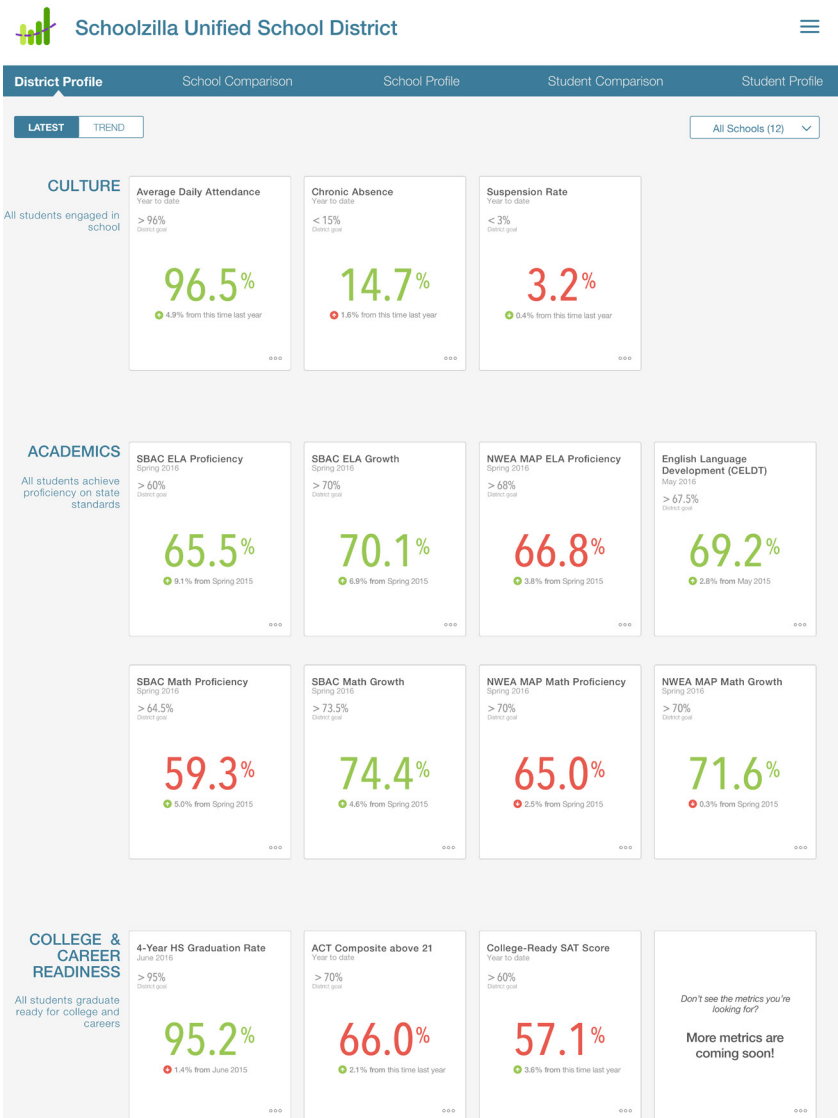 Schoolzilla Unified School District
District Profile
School Comparison
School Profile
Student Comparison
Student Profile
LATEST
TREND
All Schools (12)
CULTURE
All students engaged in
school
Average Daily Attendance
Year to date
> 96%
District goal
96.5%
4.9% from this time last year
Chronic Absence
Year to date
< 15%
District goal
14.7%
1.6% from this time last year
Suspension Rate
Year to date
< 3%
District goal
3.2%
0.4% from this time last year
ACADEMICS
All students achieve
proficiency on state
standards
SBAC ELA Proficiency
Spring 2016
> 60%
District goal
65.5%
9.1% from Spring 2015
SBAC ELA Growth
Spring 2016
> 70%
District goal
70.1%
6.9% from Spring 2015
NWEA MAP ELA Proficiency
Spring 2016
> 68%
District goal
66.8%
3.8% from Spring 2015
English Language
Development (CELDT)
May 2016
> 67.5%
District goal
69.2%
2.8% from May 2015
SBAC Math Proficiency
Spring 2016
> 64.5%
District goal
59.3%
5.0% from Spring 2015
SBAC Math Growth
Spring 2016
> 73.5%
District goal
74.4%
4.6% from Spring 2015
NWEA MAP Math Proficiency
Spring 2016
> 70%
District goal
65.0%
2.5% from Spring 2015
NWEA MAP Math Growth
Spring 2016
> 70%
District goal
71.6%
0.3% from Spring 2015
COLLEGE &
CAREER
READINESS
All students graduate
ready for college and
careers
4-Year HS Graduation Rate
June 2016
> 95%
District goal
95.2%
1.4% from June 2015
ACT Composite above 21
Year to date
> 70%
District goal
66.0%
2.1% from this time last year
College-Ready SAT Score
Year to date
> 60%
District goal
57.1%
3.6% from this time last year
Don't see the metrics you're
looking for?
More metrics are
coming soon!